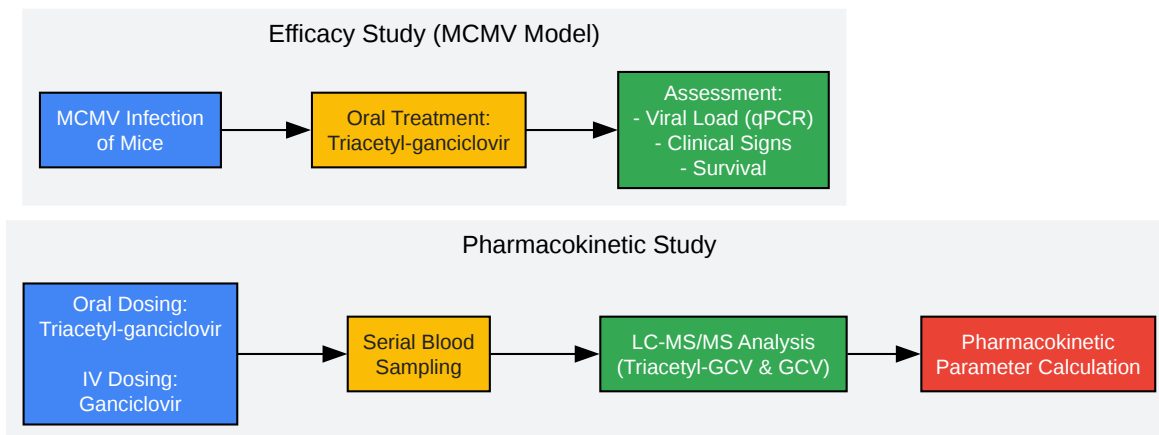 Efficacy Study (MCMV Model)
MCMV Infection
of Mice
Oral Treatment:
Triacetyl-ganciclovir
Assessment:
- Viral Load (qPCR)
- Clinical Signs
- Survival
Pharmacokinetic Study
Oral Dosing:
Triacetyl-ganciclovir
IV Dosing:
Ganciclovir
Serial Blood
Sampling
LC-MS/MS Analysis
(Triacetyl-GCV & GCV)
Pharmacokinetic
Parameter Calculation